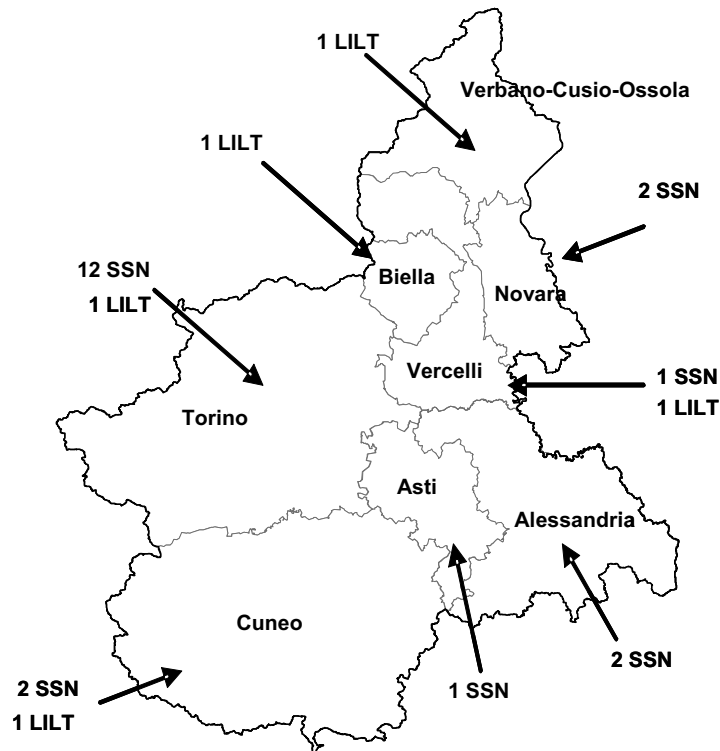 1 LILT
Verbano-Cusio-Ossola
1 LILT
2 SSN
12 SSN
1 LILT
Biella
Novara
Vercelli
1 SSN
1 LILT
Torino
Asti
Alessandria
Cuneo
2 SSN
1 LILT
1 SSN
2 SSN